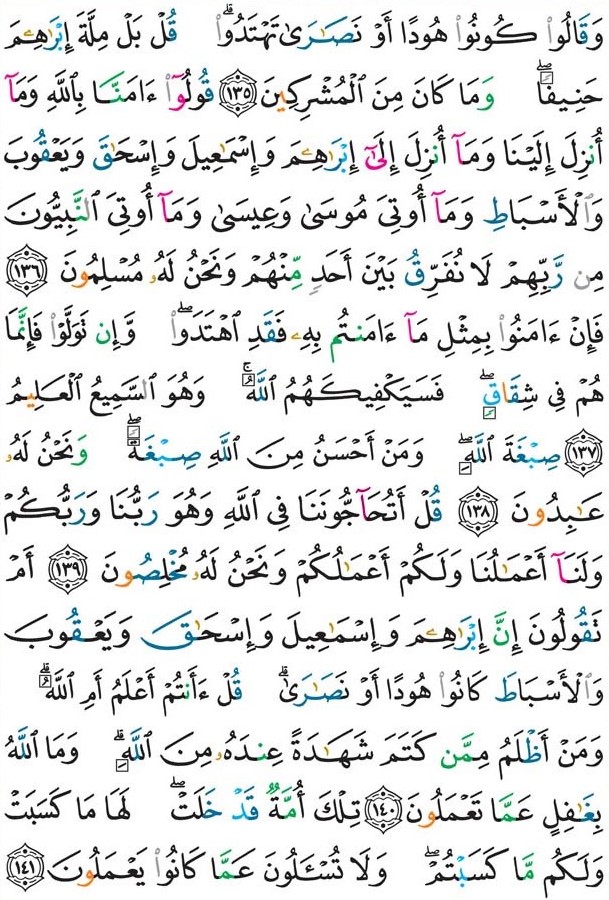 وَقَالُوا۟ كُونُوا۟ هُودًا أَوْ نَصَـٰرَىٰ تَهْتَدُوا۟ ۗ قُلْ بَلْ مِلَّةَ إِبْرَٰهِـۧمَ
حَنِيفًا ۖ وَمَا كَانَ مِنَ ٱلْمُشْرِكِينَ ١٣٥ قُولُوٓا۟ ءَامَنَّا بِٱللَّهِ وَمَآ
أُنزِلَ إِلَيْنَا وَمَآ أُنزِلَ إِلَىٰٓ إِبْرَٰهِـۧمَ وَإِسْمَـٰعِيلَ وَإِسْحَـٰقَ وَيَعْقُوبَ
وَٱلْأَسْبَاطِ وَمَآ أُوتِىَ مُوسَىٰ وَعِيسَىٰ وَمَآ أُوتِىَ ٱلنَّبِيُّونَ
مِن رَّبِّهِمْ لَا نُفَرِّقُ بَيْنَ أَحَدٍ مِّنْهُمْ وَنَحْنُ لَهُۥ مُسْلِمُونَ ١٣٦
فَإِنْ ءَامَنُوا۟ بِمِثْلِ مَآ ءَامَنتُم بِهِۦ فَقَدِ ٱهْتَدَوا۟ ۖ وَّإِن تَوَلَّوْا۟ فَإِنَّمَا
هُمْ فِى شِقَاقٍ ۖ فَسَيَكْفِيكَهُمُ ٱللَّهُ ۚ وَهُوَ ٱلسَّمِيعُ ٱلْعَلِيمُ
١٣٧ صِبْغَةَ ٱللَّهِ ۖ وَمَنْ أَحْسَنُ مِنَ ٱللَّهِ صِبْغَةً ۖ وَنَحْنُ لَهُۥ
عَـٰبِدُونَ ١٣٨ قُلْ أَتُحَآجُّونَنَا فِى ٱللَّهِ وَهُوَ رَبُّنَا وَرَبُّكُمْ
وَلَنَآ أَعْمَـٰلُنَا وَلَكُمْ أَعْمَـٰلُكُمْ وَنَحْنُ لَهُۥ مُخْلِصُونَ ١٣٩ أَمْ
تَقُولُونَ إِنَّ إِبْرَٰهِـۧمَ وَإِسْمَـٰعِيلَ وَإِسْحَـٰقَ وَيَعْقُوبَ
وَٱلْأَسْبَاطَ كَانُوا۟ هُودًا أَوْ نَصَـٰرَىٰ ۗ قُلْ ءَأَنتُمْ أَعْلَمُ أَمِ ٱللَّهُ ۗ
وَمَنْ أَظْلَمُ مِمَّن كَتَمَ شَهَـٰدَةً عِندَهُۥ مِنَ ٱللَّهِ ۗ وَمَا ٱللَّهُ
بِغَـٰفِلٍ عَمَّا تَعْمَلُونَ ١٤٠ تِلْكَ أُمَّةٌ قَدْ خَلَتْ ۖ لَهَا مَا كَسَبَتْ
وَلَكُم مَّا كَسَبْتُمْ ۖ وَلَا تُسْـَٔلُونَ عَمَّا كَانُوا۟ يَعْمَلُونَ ١٤١